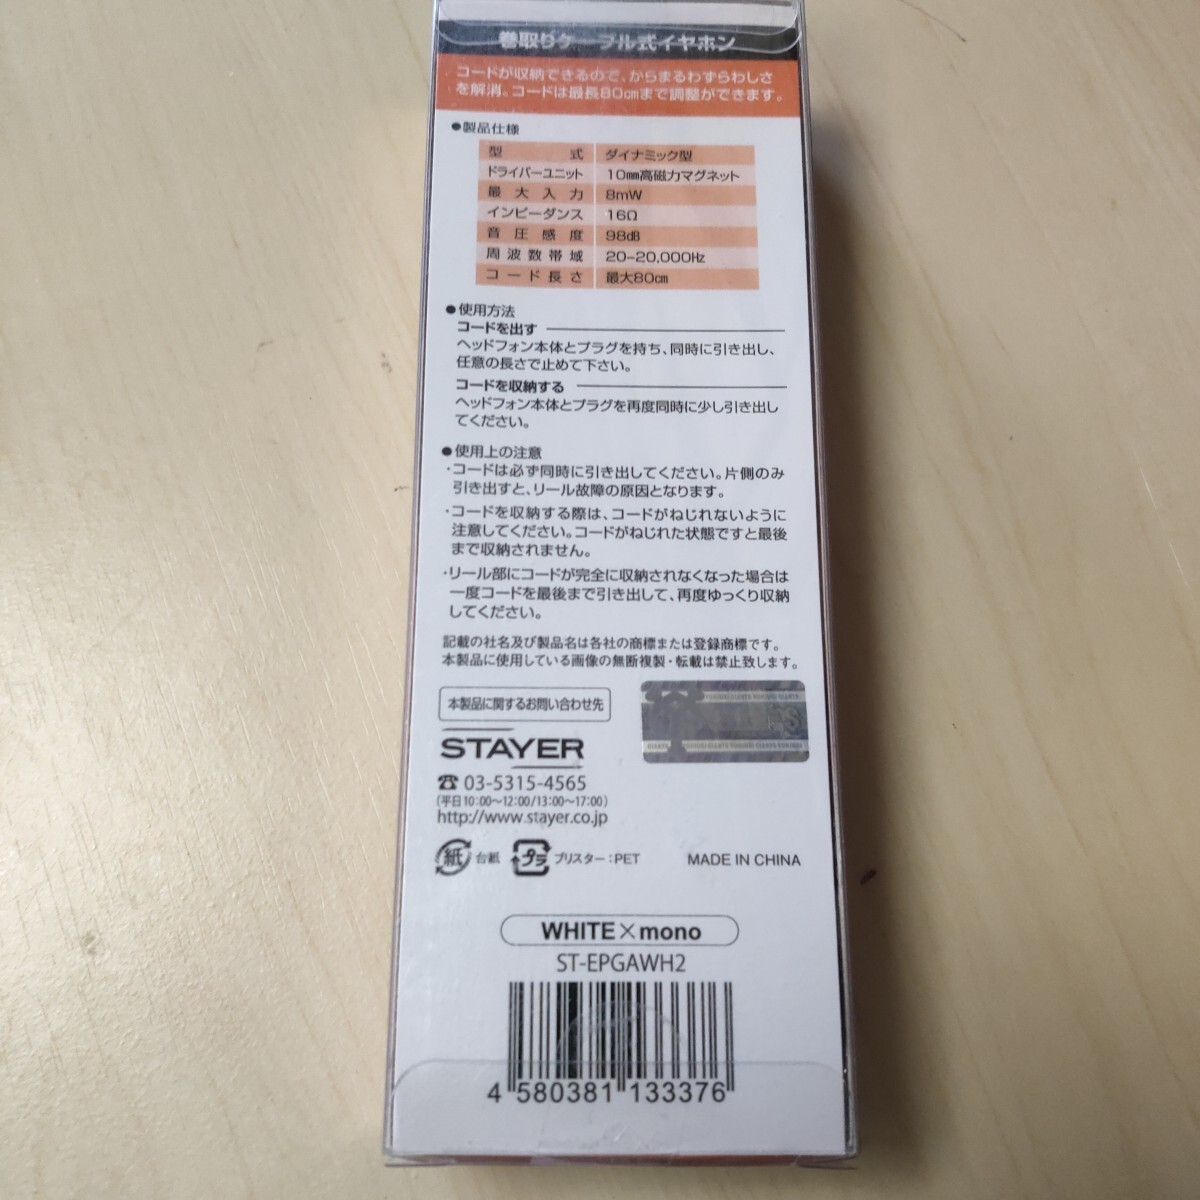 巻取りケーブル式イヤホン
コードが収納できるので、からまるわずらわしさ
を解消。コードは最長80cmまで調整ができます。
●製品仕様
型式 ダイナミック型
ドライバーユニット 10mm高磁力マグネット
最大入力 8mW
インピーダンス 16Ω
音圧感度 98dB
周波数帯域 20-20,000Hz
コード長さ 最大80cm
●使用方法
コードを出す
ヘッドフォン本体とプラグを持ち、同時に引き出し、
任意の長さで止めて下さい。
コードを収納する
ヘッドフォン本体とプラグを再度同時に少し引き出し
てください。
●使用上の注意
・コードは必ず同時に引き出してください。片側のみ
引き出すと、リール故障の原因となります。
・コードを収納する際は、コードがねじれないように
注意してください。コードがねじれた状態ですと最後
まで収納されません。
・リール部にコードが完全に収納されなくなった場合は
一度コードを最後まで引き出して、再度ゆっくり収納
してください。
記載の社名及び製品名は各社の商標または登録商標です。
本製品に使用している画像の無断複製・転載は禁止致します。
本製品に関するお問い合わせ先
STAYER
☎ 03-5315-4565
(平日10:00～12:00/13:00～17:00)
http://www.stayer.co.jp
紙 台紙 プラ ブリスター：PET MADE IN CHINA
WHITE×mono
ST-EPGAWH2
4 580381 133376